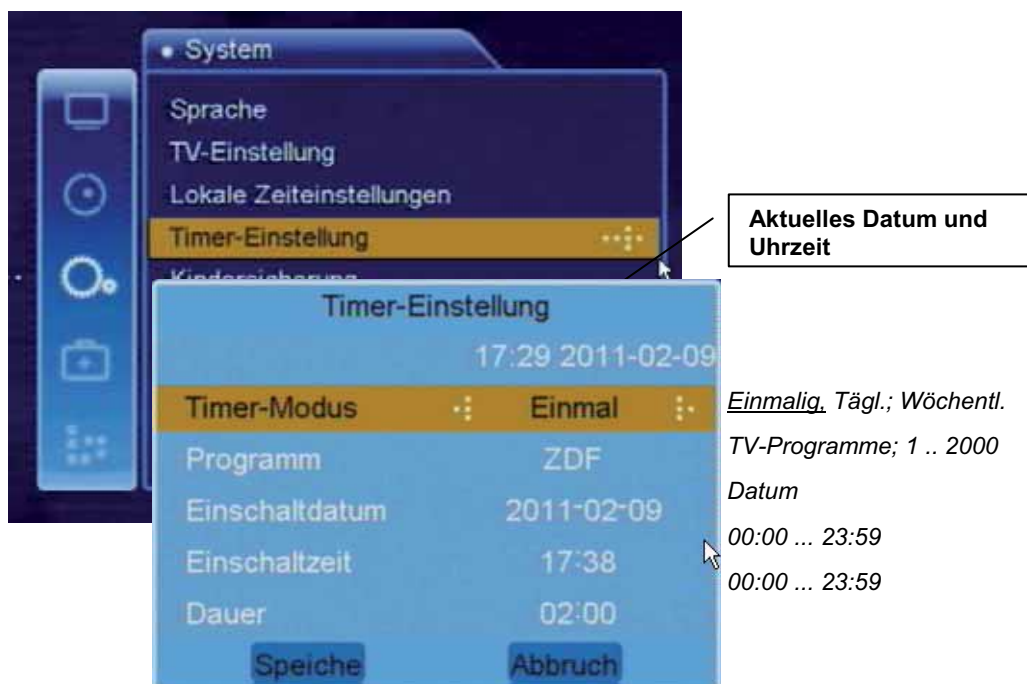 System
Sprache
TV-Einstellung
Lokale Zeiteinstellungen
Timer-Einstellung
Kindersicherung
Aktuelles Datum und
Uhrzeit
Timer-Einstellung
17:29 2011-02-09
Timer-Modus Einmal
Programm ZDF
Einschaltdatum 2011-02-09
Einschaltzeit 17:38
Dauer 02:00
Speiche Abbruch
Einmalig, Tägl.; Wöchentl.
TV-Programme; 1 .. 2000
Datum
00:00 ... 23:59
00:00 ... 23:59